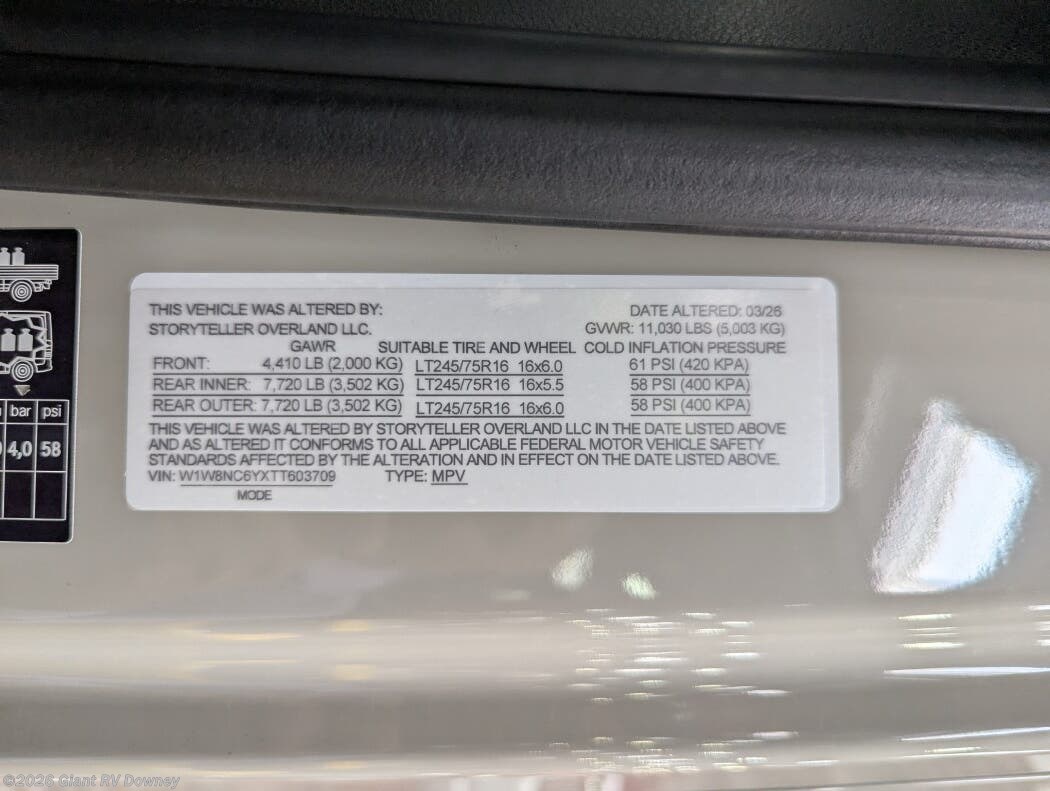 THIS VEHICLE WAS ALTERED BY: DATE ALTERED: 03/26
STORYTELLER OVERLAND LLC. GVWR: 11,030 LBS (5,003 KG)
GAWR SUITABLE TIRE AND WHEEL COLD INFLATION PRESSURE
FRONT: 4,410 LB (2,000 KG) LT245/75R16 16x6.0 61 PSI (420 KPA)
REAR INNER: 7,720 LB (3,502 KG) LT245/75R16 16x5.5 58 PSI (400 KPA)
REAR OUTER: 7,720 LB (3,502 KG) LT245/75R16 16x6.0 58 PSI (400 KPA)
THIS VEHICLE WAS ALTERED BY STORYTELLER OVERLAND LLC IN THE DATE LISTED ABOVE
AND AS ALTERED IT CONFORMS TO ALL APPLICABLE FEDERAL MOTOR VEHICLE SAFETY
STANDARDS AFFECTED BY THE ALTERATION AND IN EFFECT ON THE DATE LISTED ABOVE.
VIN: W1W8NC6YXTT603709 TYPE: MPV
MODE
bar psi
4,0 58
©2026 Giant RV Downey